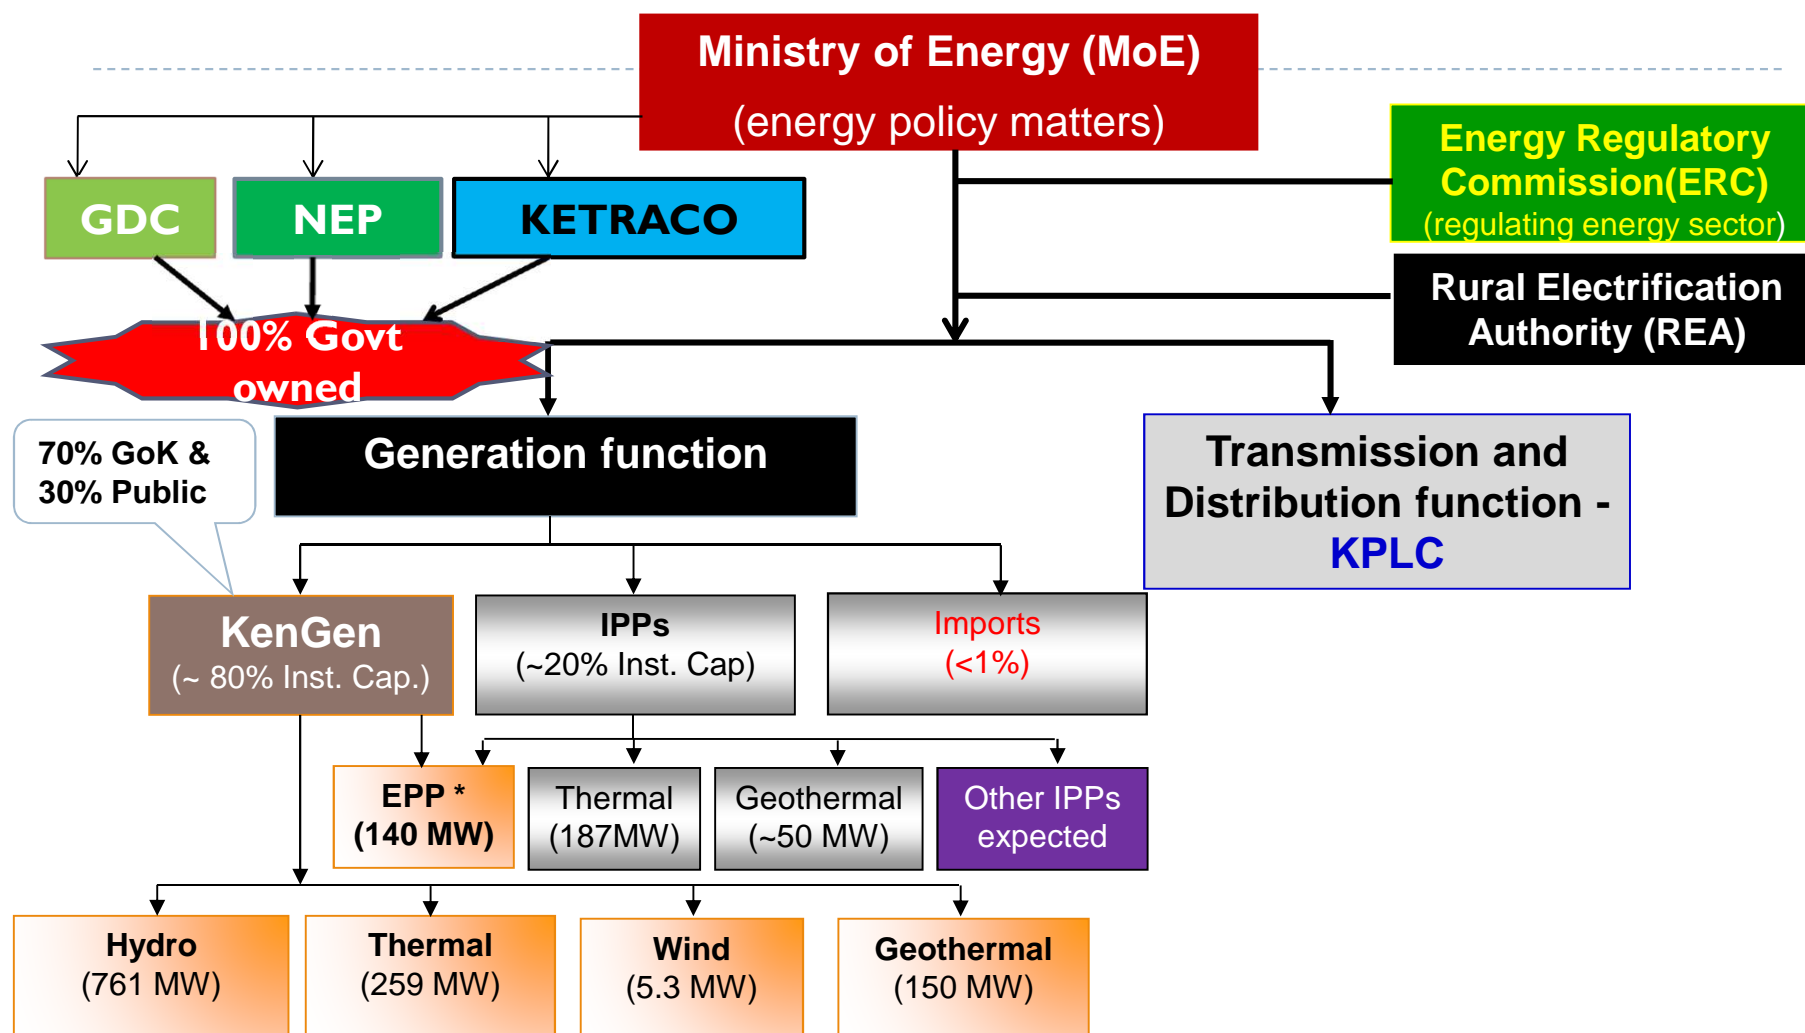 Ministry of Energy (MoE)
(energy policy matters)
Energy Regulatory
Commission(ERC)
(regulating energy sector)
GDC
NEP
KETRACO
Rural Electrification
Authority (REA)
100% Govt
owned
70% GoK &
30% Public
Generation function
Transmission and
Distribution function -
KPLC
KenGen
(~ 80% Inst. Cap.)
IPPs
(~20% Inst. Cap)
Imports
(<1%)
EPP *
(140 MW)
Thermal
(187MW)
Geothermal
(~50 MW)
Other IPPs
expected
Hydro
(761 MW)
Thermal
(259 MW)
Wind
(5.3 MW)
Geothermal
(150 MW)